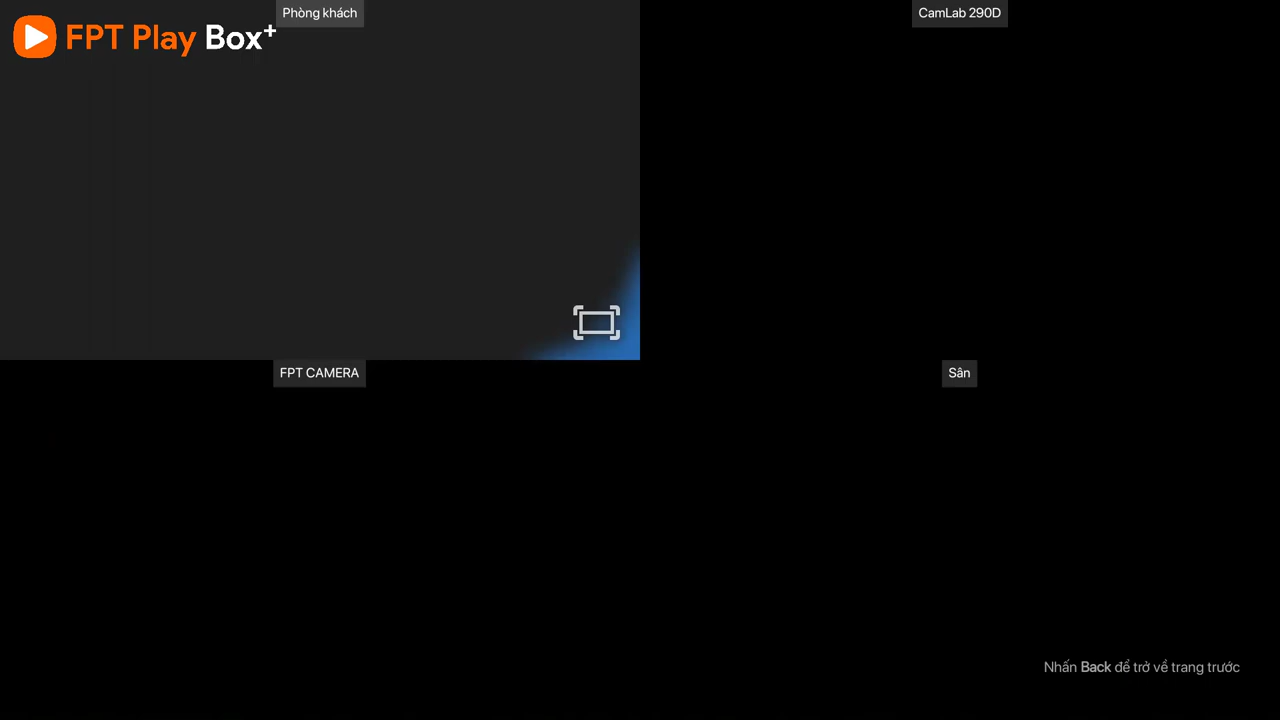 Phòng khách
CamLab 290D
FPT Play Box+
FPT CAMERA
Sân
Nhấn Back để trở về trang trước